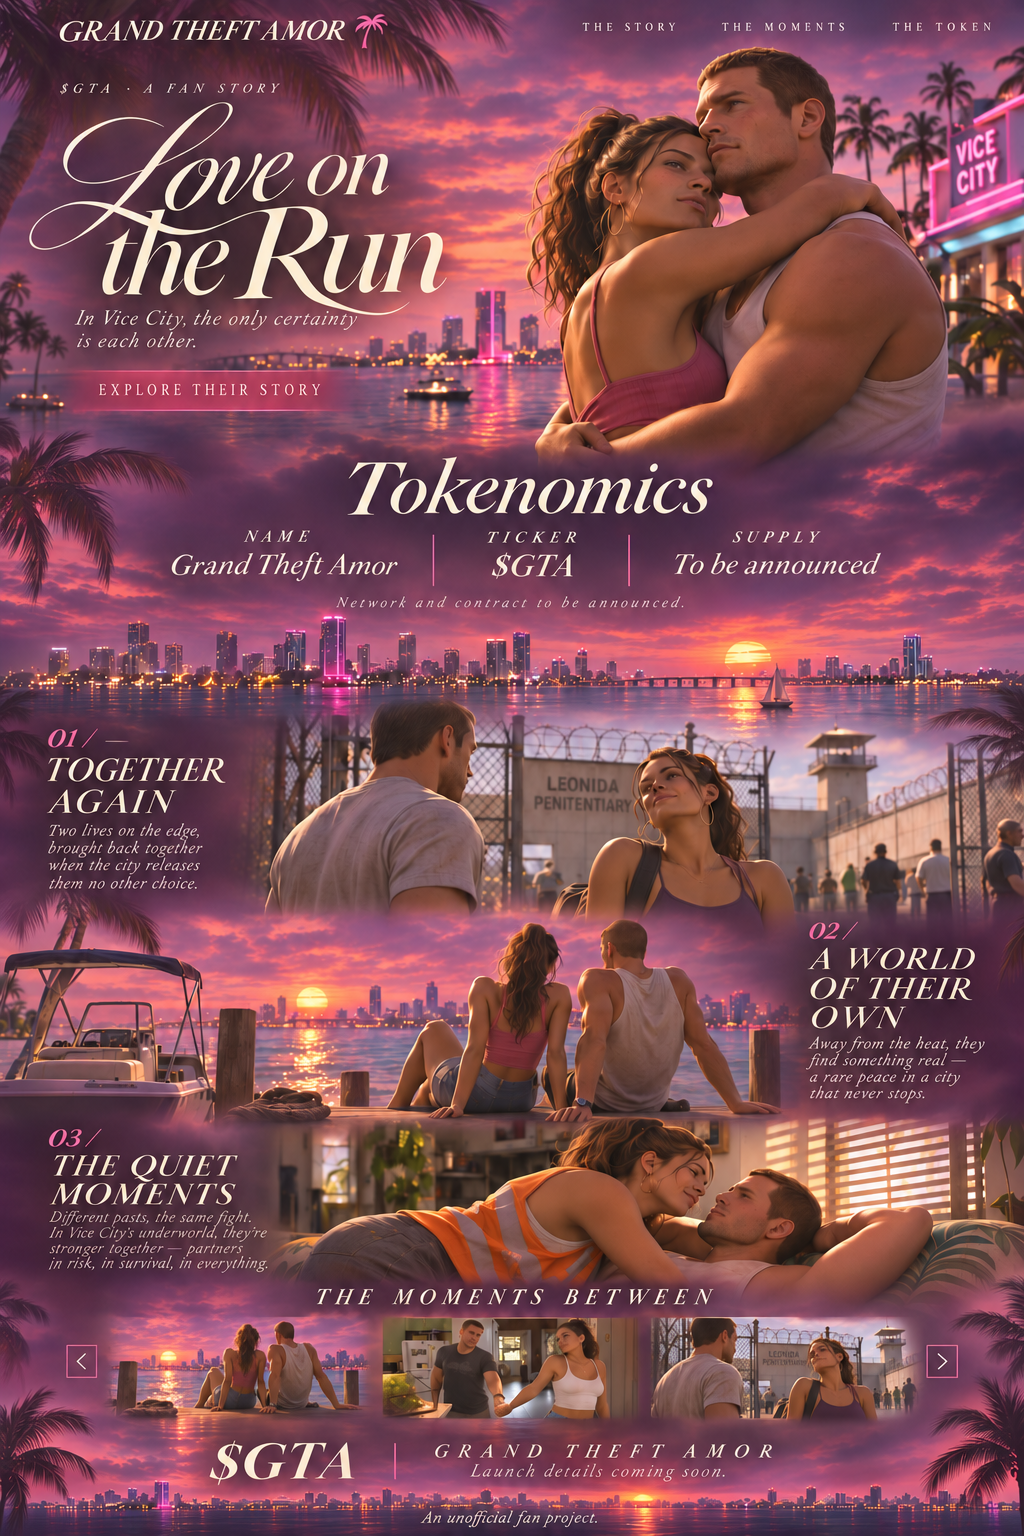 GRAND THEFT AMOR
THE STORY
THE MOMENTS
THE TOKEN
$GTA · A FAN STORY
Love on
the Run
In Vice City, the only certainty
is each other.
EXPLORE THEIR STORY
VICE
CITY
Tokenomics
NAME
Grand Theft Amor
TICKER
$GTA
SUPPLY
To be announced
Network and contract to be announced.
01 / —
TOGETHER
AGAIN
Two lives on the edge,
brought back together
when the city releases
them no other choice.
LEONIDA
PENITENTIARY
02 /
A WORLD
OF THEIR
OWN
Away from the heat, they
find something real —
a rare peace in a city
that never stops.
03 /
THE QUIET
MOMENTS
Different pasts, the same fight.
In Vice City's underworld, they're
stronger together — partners
in risk, in survival, in everything.
THE MOMENTS BETWEEN
LEONIDA
PENITENTIARY
$GTA
GRAND THEFT AMOR
Launch details coming soon.
An unofficial fan project.